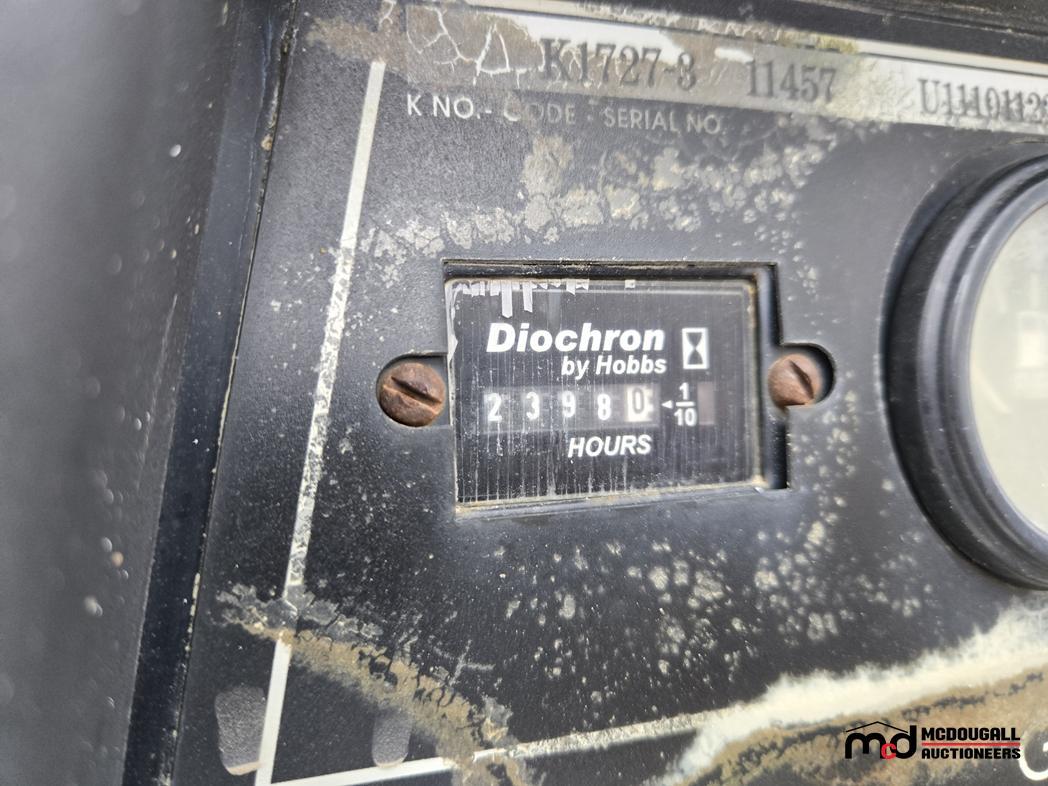 K1727-3 11457
K NO.- CODE - SERIAL NO.
Diochron
by Hobbs
2 3 9 8 0 1/10
HOURS
McDOUGALL
AUCTIONEERS